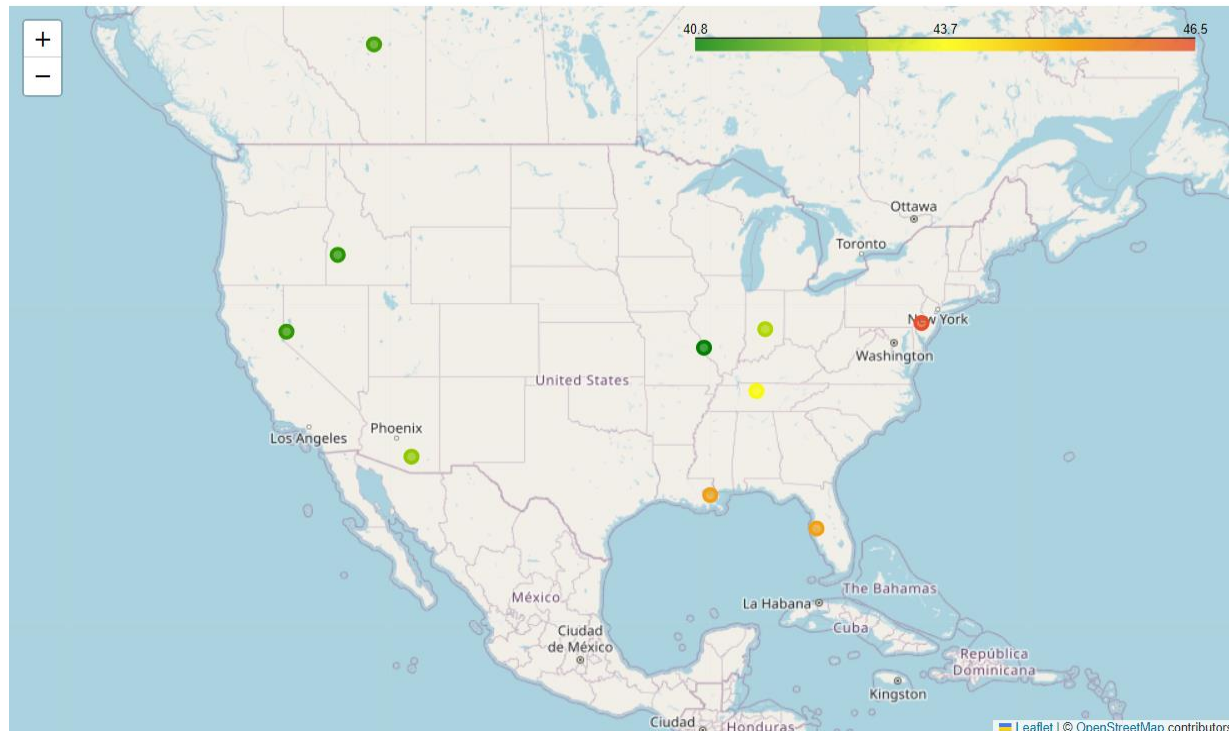 +
−
40.8
43.7
46.5
Ottawa
Toronto
New York
Washington
United States
Phoenix
Los Angeles
The Bahamas
México
La Habana
Cuba
Ciudad
de México
República
Dominicana
Kingston
Ciudad
Honduras
Leaflet | © OpenStreetMap contributors